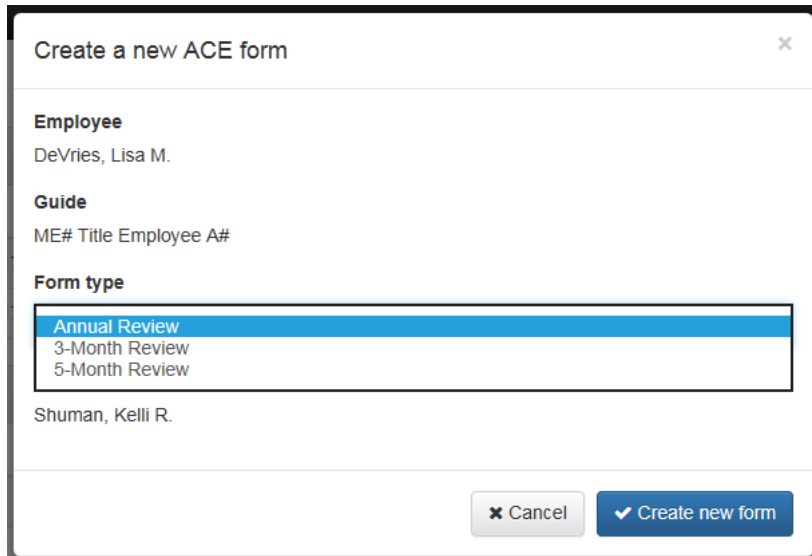 Create a new ACE form
×
Employee
DeVries, Lisa M.
Guide
ME# Title Employee A#
Form type
Annual Review
3-Month Review
5-Month Review
Shuman, Kelli R.
Cancel
Create new form